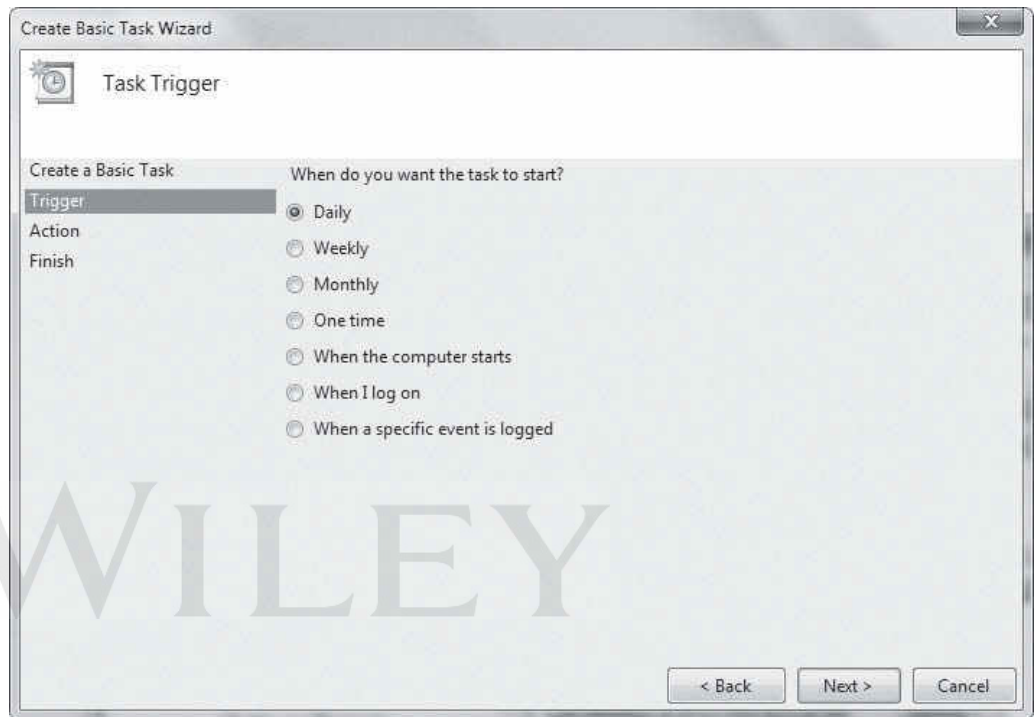 Create Basic Task Wizard
Task Trigger
Create a Basic Task
Trigger
Action
Finish
When do you want the task to start?
Daily
Weekly
Monthly
One time
When the computer starts
When I log on
When a specific event is logged
WILEY
< Back
Next >
Cancel